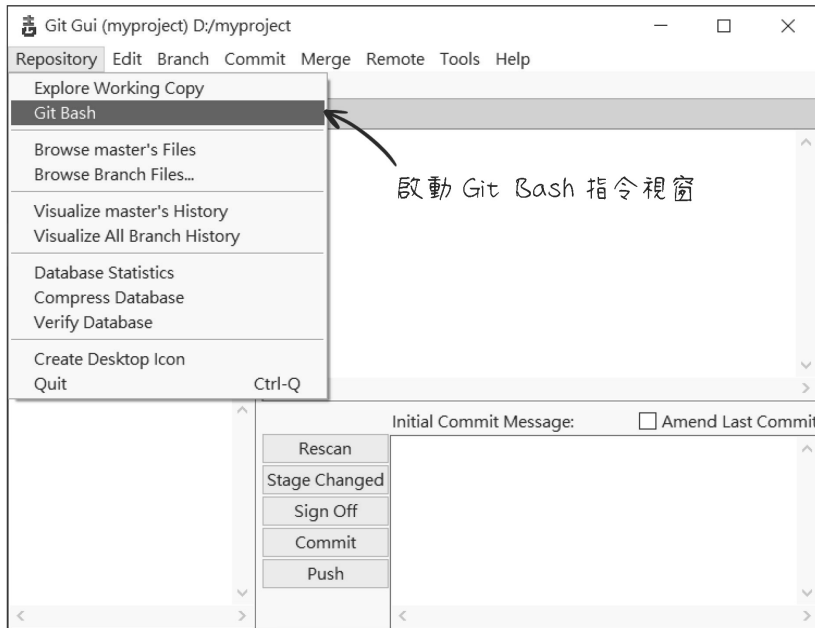 Git Gui (myproject) D:/myproject
Repository Edit Branch Commit Merge Remote Tools Help
Explore Working Copy
Git Bash
Browse master's Files
Browse Branch Files...
Visualize master's History
Visualize All Branch History
Database Statistics
Compress Database
Verify Database
Create Desktop Icon
Quit Ctrl-Q
啟動 Git Bash 指令視窗
Initial Commit Message: Amend Last Commit
Rescan
Stage Changed
Sign Off
Commit
Push